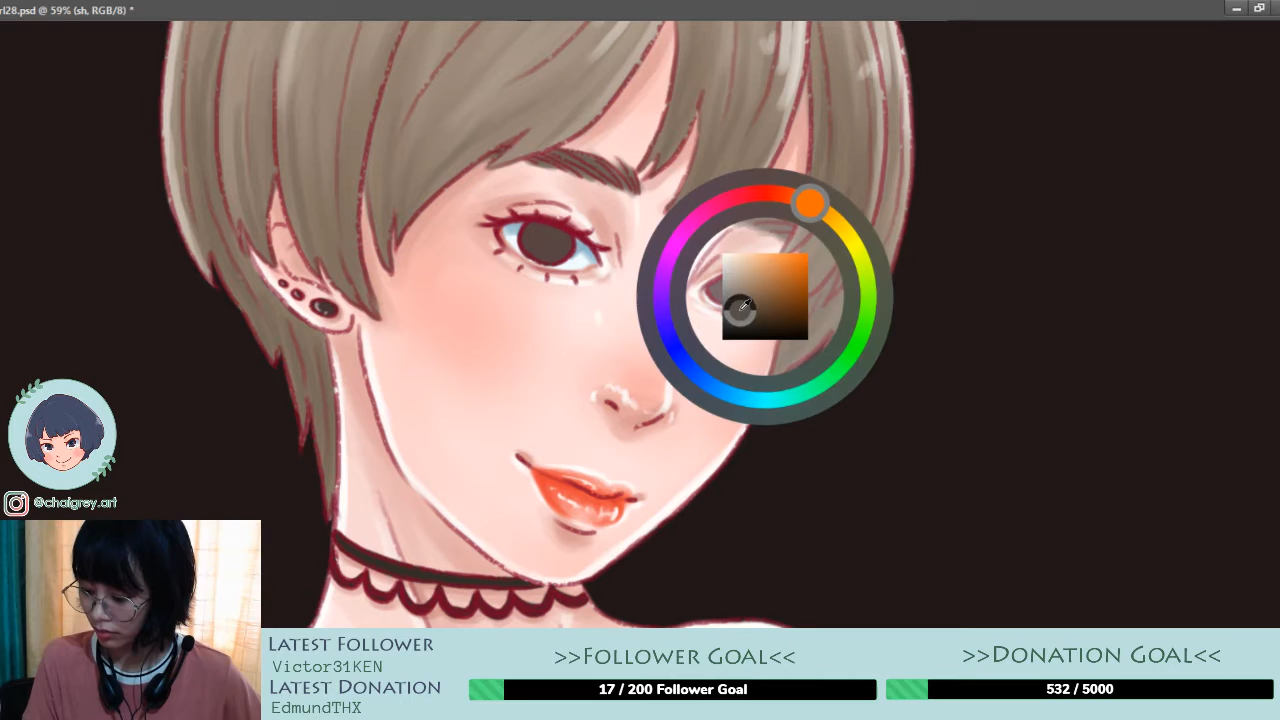 rl28.psd @ 59% (sh, RGB/8) *
@chaigrey.art
LATEST FOLLOWER
Victor31KEN
LATEST DONATION
EdmundTHX
>>FOLLOWER GOAL<<
17 / 200 Follower Goal
>>DONATION GOAL<<
532 / 5000